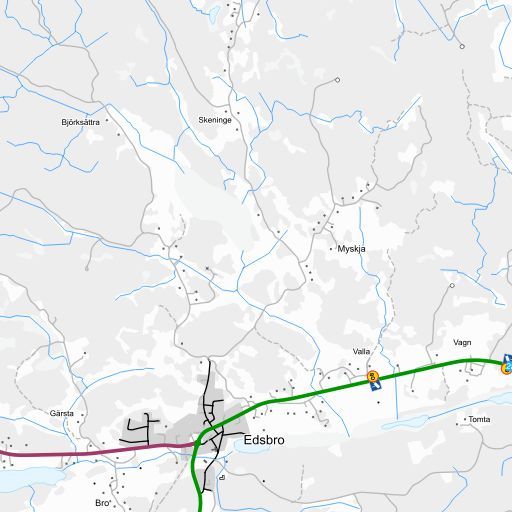 Skeninge
Björksättra
Myskja
Vagn
Valla
Gärsta
Tomta
Edsbro
Bro